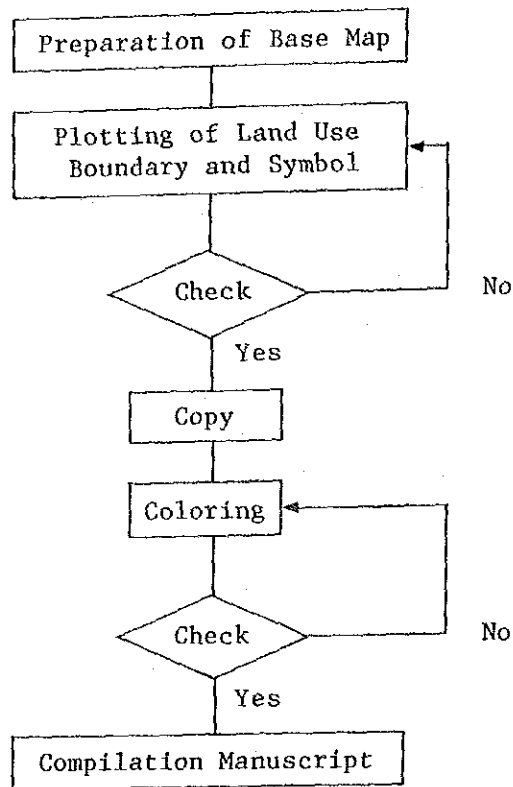 Preparation of Base Map
Plotting of Land Use
Boundary and Symbol
Check
No
Yes
Copy
Coloring
Check
No
Yes
Compilation Manuscript